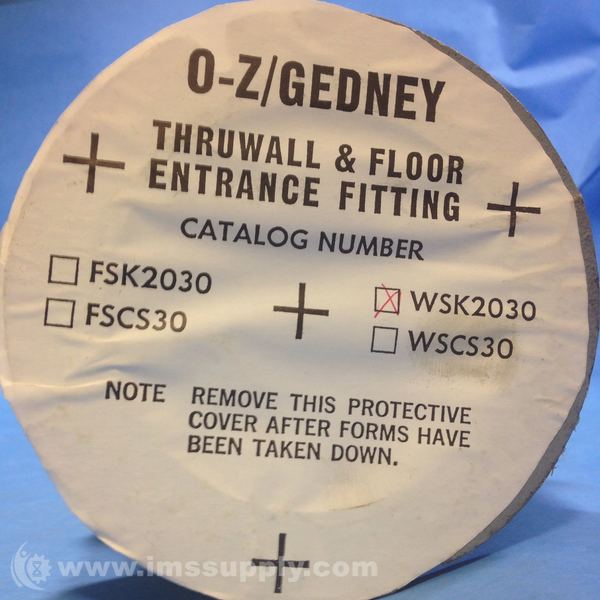 O-Z/GEDNEY
THRUWALL & FLOOR
ENTRANCE FITTING
CATALOG NUMBER
FSK2030
WSK2030
FSCS30
WSCS30
NOTE REMOVE THIS PROTECTIVE
COVER AFTER FORMS HAVE
BEEN TAKEN DOWN.
www.imssupply.com